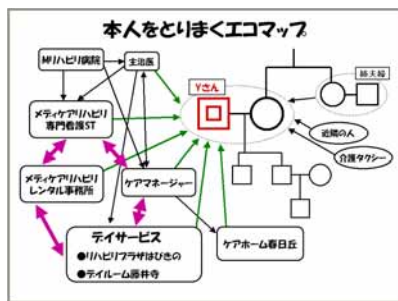 本人をとりまくエコマップ
Mリハビリ病院
主治医
Yさん
姉夫婦
メディケアリハビリ
専門看護ST
近隣の人
介護タクシー
メディケアリハビリ
レンタル事務所
ケアマネージャー
デイサービス
●リハビリプラザはびきの
●デイルーム藤井寺
ケアホーム春日丘